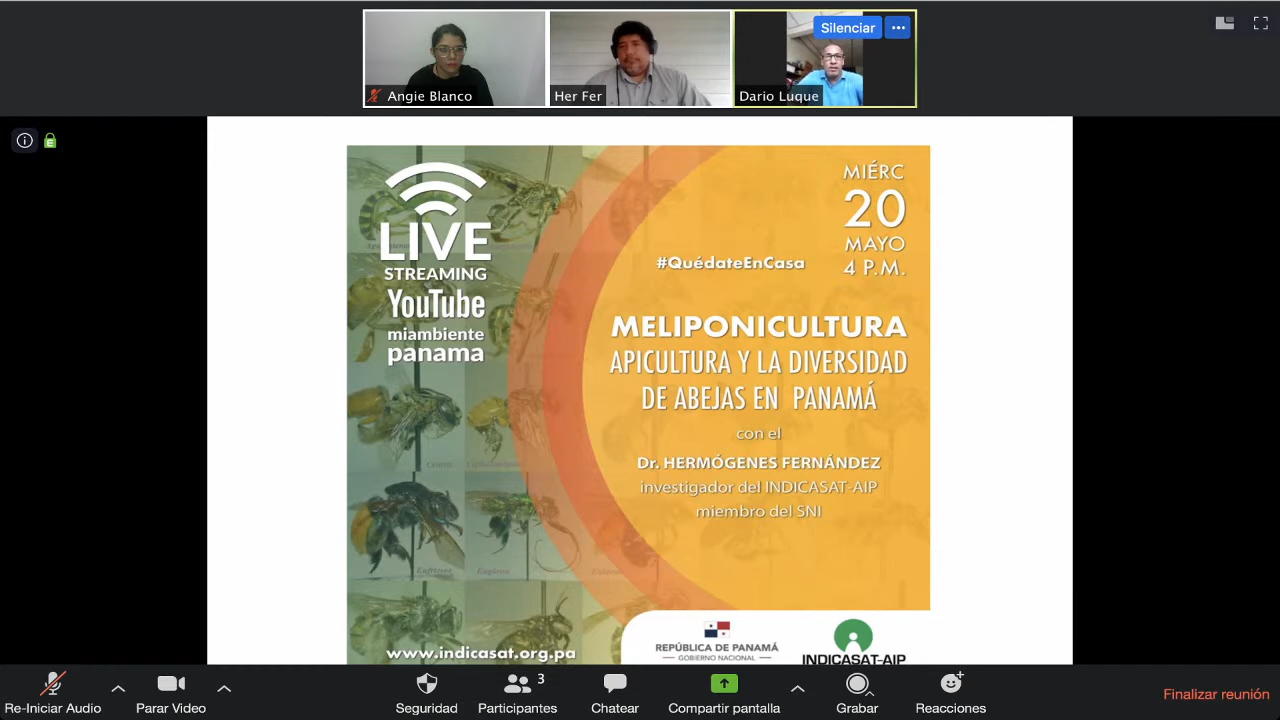 Silenciar
Angie Blanco
Her Fer
Dario Luque
LIVE
STREAMING
YouTube
miambiente
panama
MIÉRC
20
MAYO
4 P.M.
#QuédateEnCasa
MELIPONICULTURA
APICULTURA Y LA DIVERSIDAD
DE ABEJAS EN PANAMÁ
con el
Dr. HERMÓGENES FERNÁNDEZ
investigador del INDICASAT-AIP
miembro del SNI
www.indicasat.org.pa
REPÚBLICA DE PANAMÁ
GOBIERNO NACIONAL
INDICASAT-AIP
Re-Iniciar Audio
Parar Video
Seguridad
Participantes
3
Chatear
Compartir pantalla
Grabar
Reacciones
Finalizar reunión